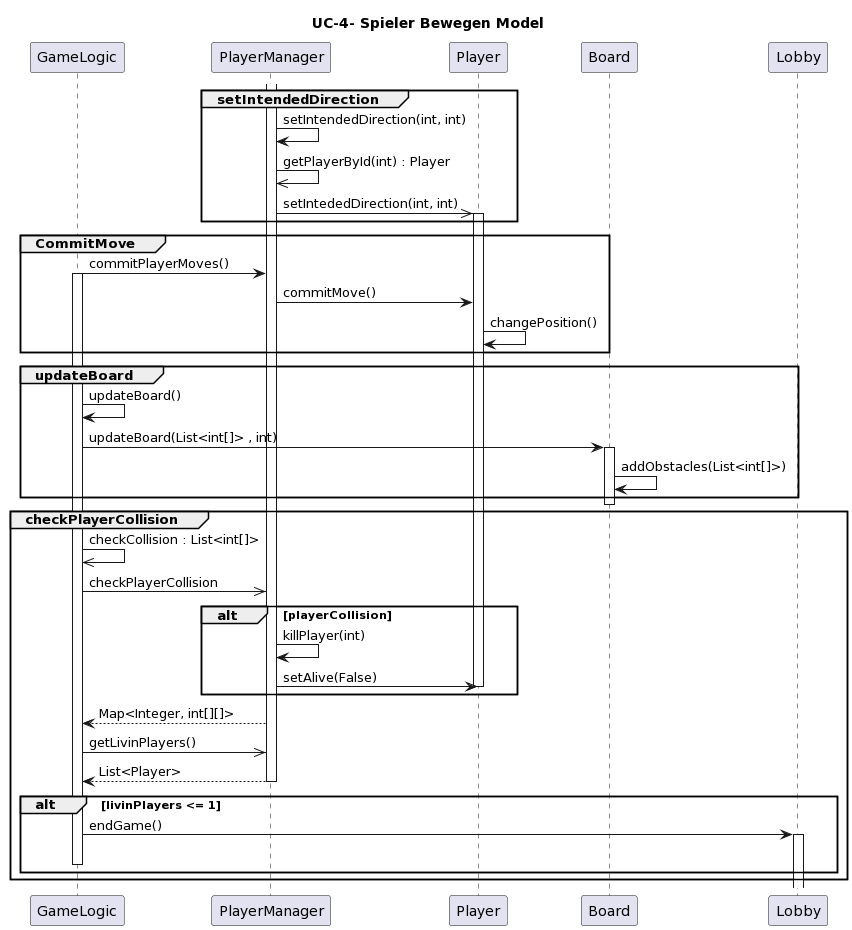 UC-4- Spieler Bewegen Model
GameLogic PlayerManager Player Board Lobby
setIntendedDirection
setIntendedDirection(int, int)
getPlayerById(int) : Player
setIntededDirection(int, int)
CommitMove
commitPlayerMoves()
commitMove()
changePosition()
updateBoard
updateBoard()
updateBoard(List<int[]> , int)
addObstacles(List<int[]>)
checkPlayerCollision
checkCollision : List<int[]>
checkPlayerCollision
alt [playerCollision]
killPlayer(int)
setAlive(False)
Map<Integer, int[][]>
getLivinPlayers()
List<Player>
alt [livinPlayers <= 1]
endGame()
GameLogic PlayerManager Player Board Lobby